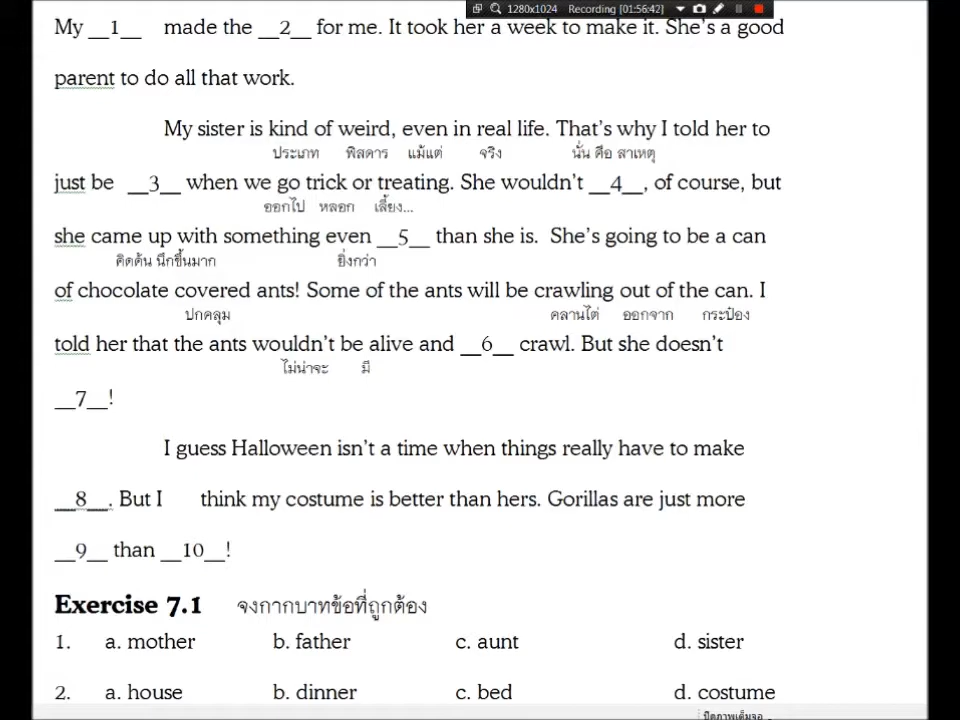 1280x1024 Recording [01:56:42]
My __1__ made the __2__ for me. It took her a week to make it. She's a good
parent to do all that work.
My sister is kind of weird, even in real life. That's why I told her to
ประเภท พิสดาร แม้แต่ จริง นั่น คือ สาเหตุ
just be __3__ when we go trick or treating. She wouldn't __4__, of course, but
ออกไป หลอก เลี้ยง...
she came up with something even __5__ than she is. She's going to be a can
คิดค้น นึกขึ้นมาก ยิ่งกว่า
of chocolate covered ants! Some of the ants will be crawling out of the can. I
ปกคลุม คลานไต่ ออกจาก กระป๋อง
told her that the ants wouldn't be alive and __6__ crawl. But she doesn't
ไม่น่าจะ มี
__7__!
I guess Halloween isn't a time when things really have to make
__8__. But I think my costume is better than hers. Gorillas are just more
__9__ than __10__!
Exercise 7.1 จงกากบาทข้อที่ถูกต้อง
1. a. mother b. father c. aunt d. sister
2. a. house b. dinner c. bed d. costume